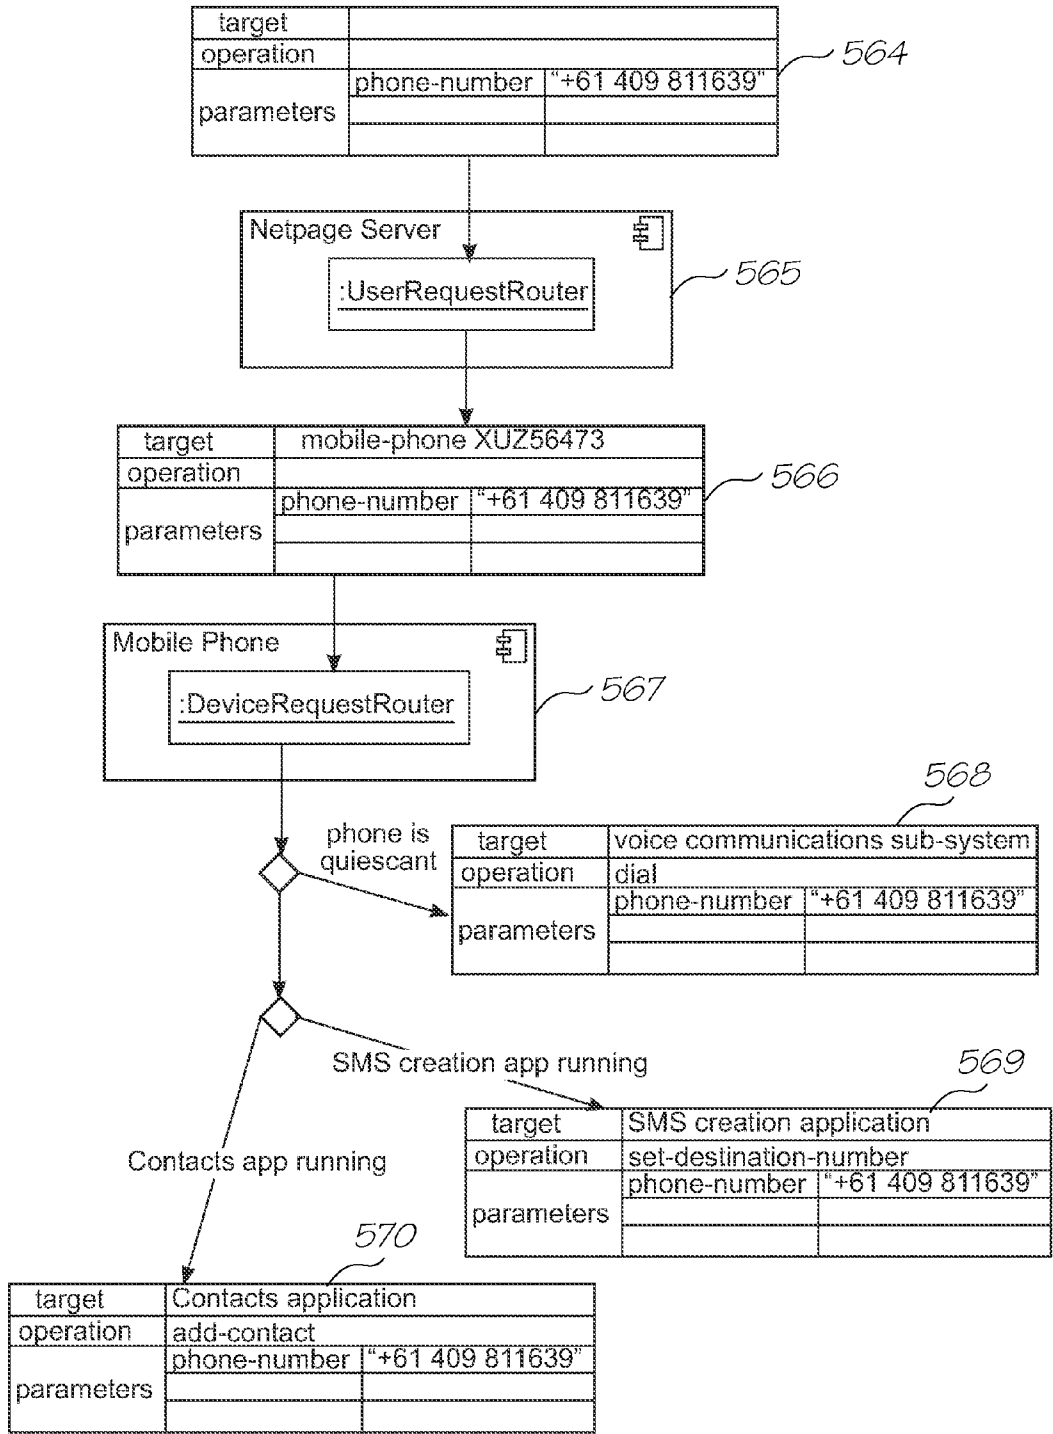 target
operation
564
phone-number "+61 409 811639"
parameters
Netpage Server
565
:UserRequestRouter
target mobile-phone XUZ56473
operation
566
phone-number "+61 409 811639"
parameters
Mobile Phone
567
:DeviceRequestRouter
568
phone is
quiescant
target voice communications sub-system
operation dial
phone-number "+61 409 811639"
parameters
SMS creation app running
569
target SMS creation application
operation set-destination-number
phone-number "+61 409 811639"
parameters
Contacts app running
570
target Contacts application
operation add-contact
phone-number "+61 409 811639"
parameters